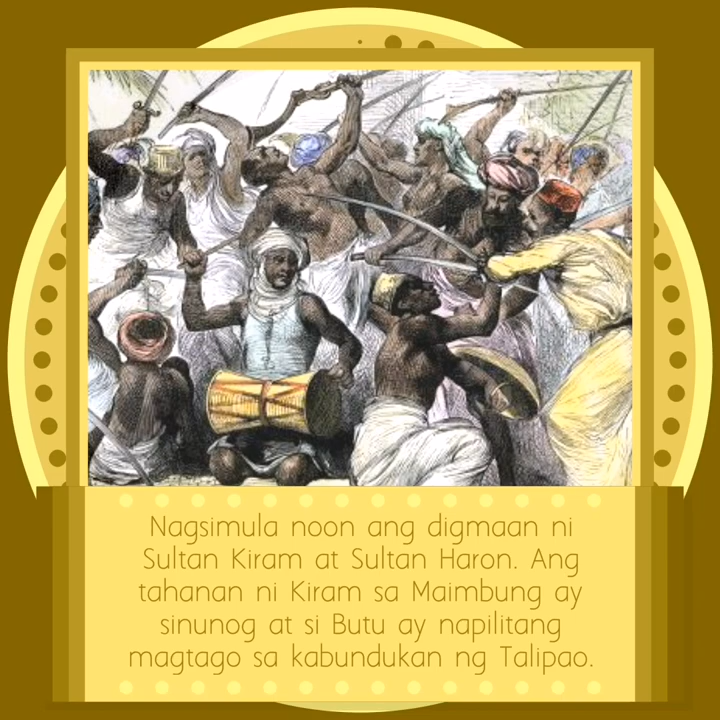 Nagsimula noon ang digmaan ni
Sultan Kiram at Sultan Haron. Ang
tahanan ni Kiram sa Maimbung ay
sinunog at si Butu ay napilitang
magtago sa kabundukan ng Talipao.